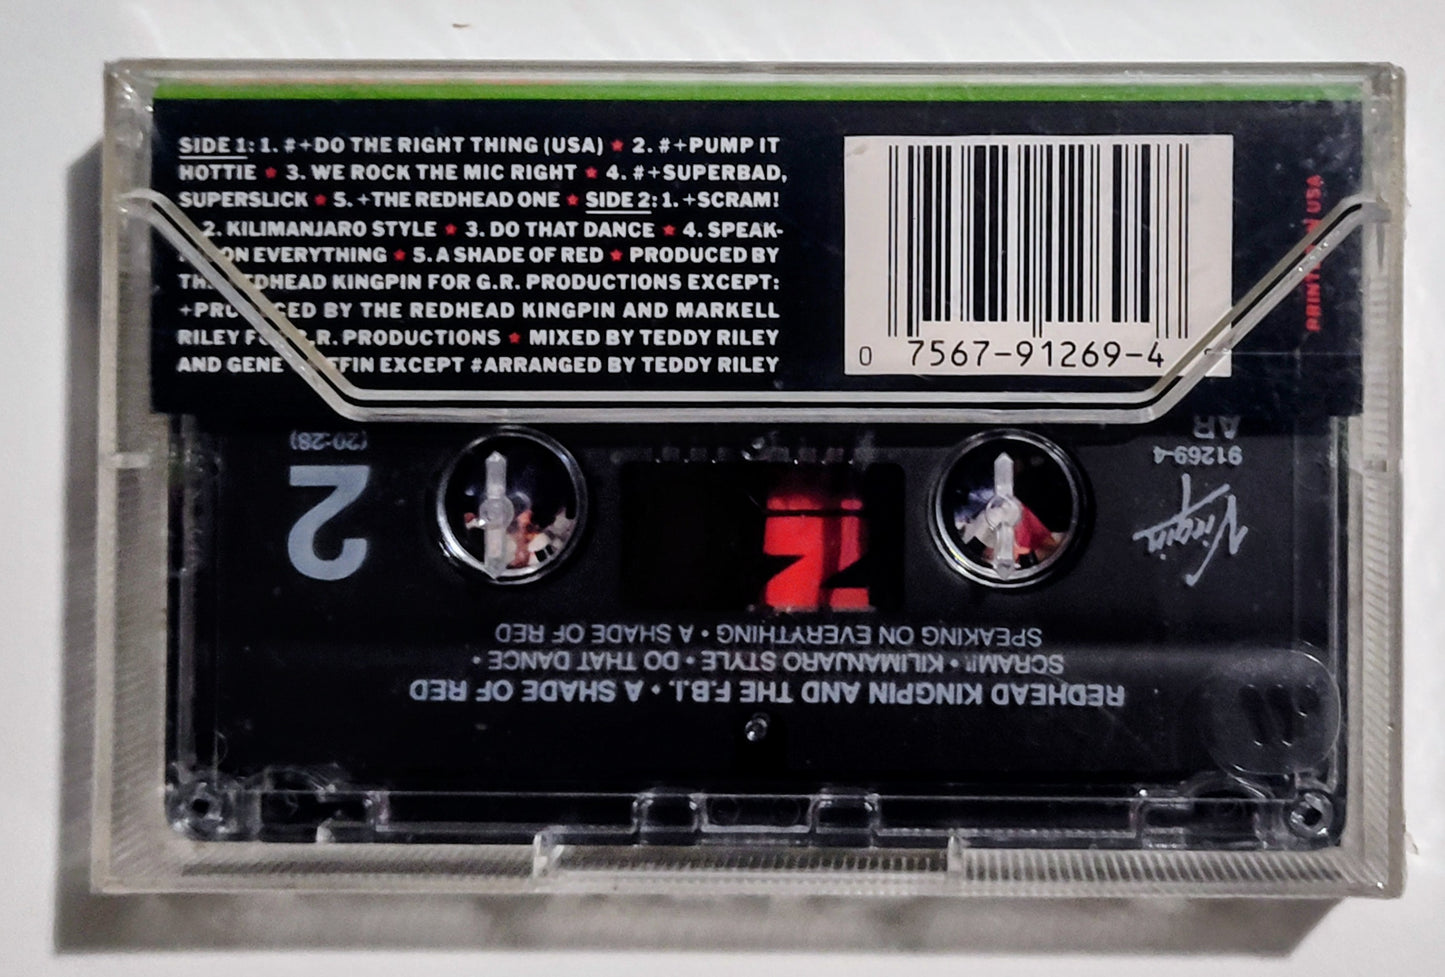 SIDE 1: 1. #+DO THE RIGHT THING (USA) ★ 2. #+PUMP IT
HOTTIE ★ 3. WE ROCK THE MIC RIGHT ★ 4. #+SUPERBAD,
SUPERSLICK ★ 5. +THE REDHEAD ONE ★ SIDE 2: 1. +SCRAM!
2. KILIMANJARO STYLE ★ 3. DO THAT DANCE ★ 4. SPEAK-
ON EVERYTHING ★ 5. A SHADE OF RED ★ PRODUCED BY
KINGPIN FOR G.R. PRODUCTIONS EXCEPT:
BY THE REDHEAD KINGPIN AND MARKELL
RILEY PRODUCTIONS ★ MIXED BY TEDDY RILEY
AND GENE EXCEPT #ARRANGED BY TEDDY RILEY
0 7567-91269-4
USA
2
(20:28)
91269-4
AR
Virgin
REDHEAD KINGPIN AND THE F.B.I. • A SHADE OF RED
SCRAM!! • KILIMANJARO STYLE • DO THAT DANCE •
SPEAKING ON EVERYTHING • A SHADE OF RED